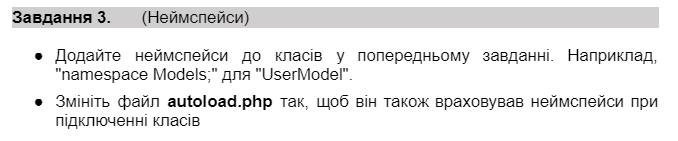 Завдання 3. (Неймспейси)
● Додайте неймспейси до класів у попередньому завданні. Наприклад,
"namespace Models;" для "UserModel".
● Змініть файл autoload.php так, щоб він також враховував неймспейси при
підключенні класів